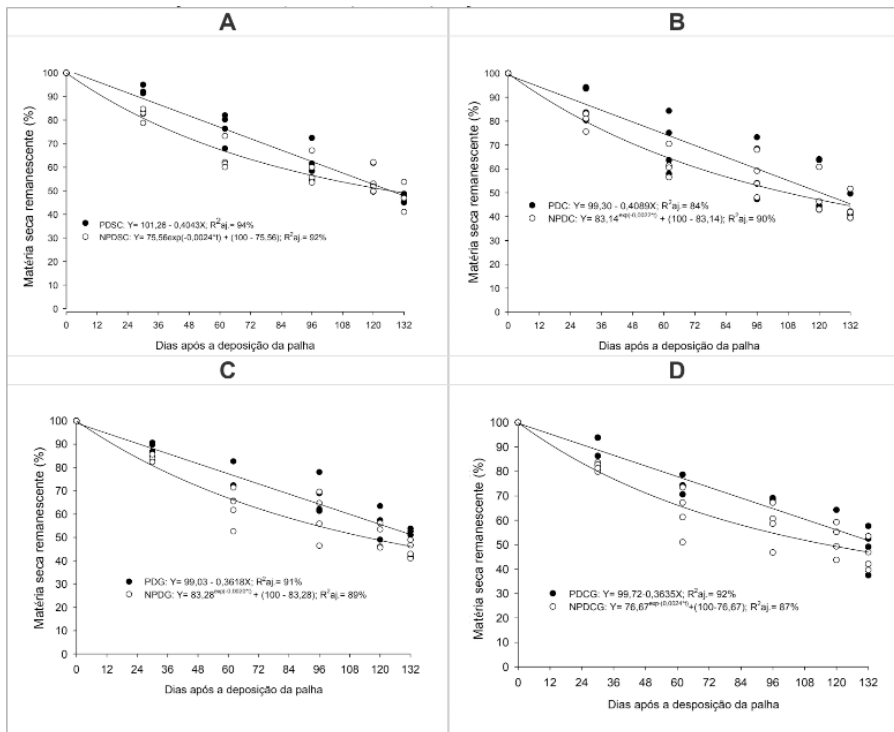 A
B
Matéria seca remanescente (%)
100
90
80
70
60
50
40
30
20
10
0
● PDSC: Y= 101,26 - 0,4043X; R²aj.= 94%
○ NPDSC: Y= 75,56exp(-0,0024*t) + (100 - 75,56); R²aj.= 92%
0 12 24 36 48 60 72 84 96 108 120 132
Dias após a deposição da palha
Matéria seca remanescente (%)
100
90
80
70
60
50
40
30
20
10
0
● PDC: Y= 99,30 - 0,4089X; R²aj.= 84%
○ NPDC: Y= 83,14exp(-0,0027*t) + (100 - 83,14); R²aj.= 90%
0 12 24 36 48 60 72 84 96 108 120 132
Dias após a deposição da palha
C
D
Matéria seca remanescente (%)
100
90
80
70
60
50
40
30
20
10
0
● PDG: Y= 99,03 - 0,3618X; R²aj.= 91%
○ NPDG: Y= 83,28 + (100 - 83,28); R²aj.= 89%
0 12 24 36 48 60 72 84 96 108 120 132
Dias após a deposição da palha
Matéria seca remanescente (%)
100
90
80
70
60
50
40
30
20
10
0
● PDCG: Y= 99,72-0,3635X; R²aj.= 92%
○ NPDCG: Y= 76,67exp-(0,0024*t)+(100-76,67); R²aj.= 87%
0 12 24 36 48 60 72 84 96 108 120 132
Dias após a desposição da palha